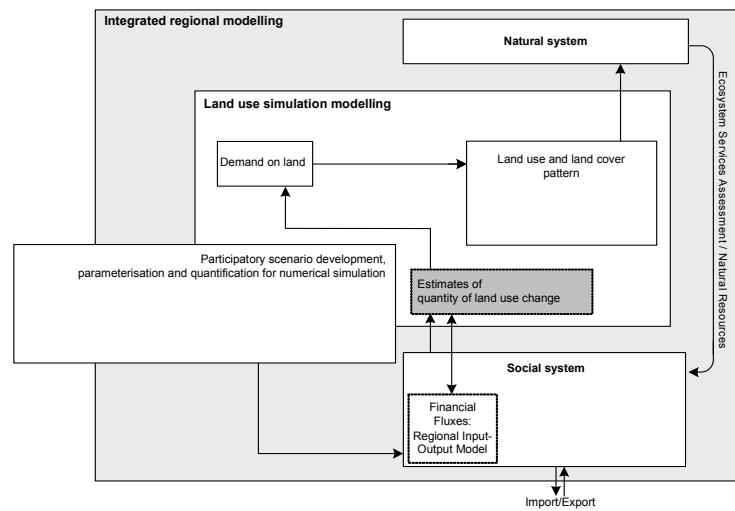 Integrated regional modelling
Natural system
Ecosystem Services Assessment / Natural Resources
Land use simulation modelling
Demand on land
Land use and land cover
pattern
Participatory scenario development,
parameterisation and quantification for numerical simulation
Estimates of
quantity of land use change
Social system
Financial
Fluxes:
Regional Input-
Output Model
Import/Export